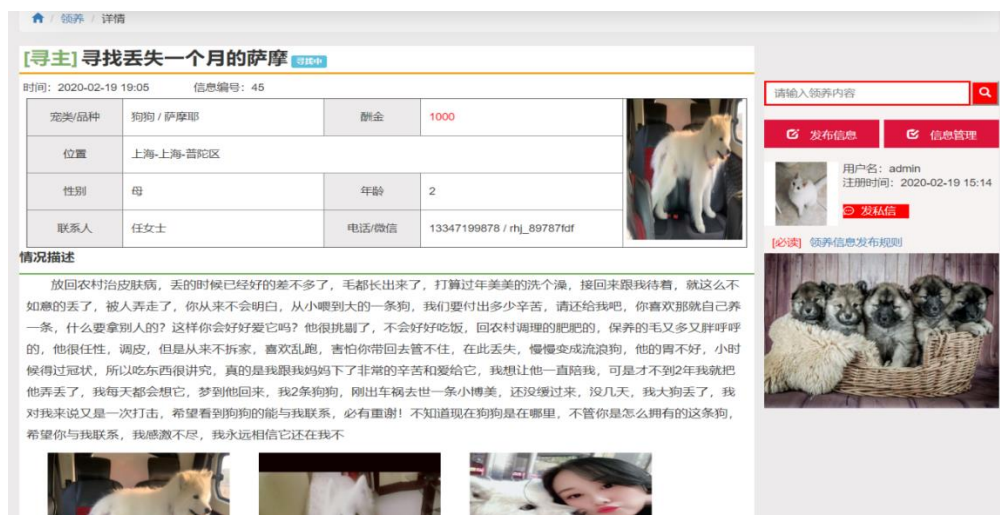 / 领养 / 详情
[寻主] 寻找丢失一个月的萨摩 寻找中
时间：2020-02-19 19:05 信息编号：45
宠类/品种 狗狗 / 萨摩耶 酬金 1000
位置 上海-上海-普陀区
性别 母 年龄 2
联系人 任女士 电话/微信 13347199878 / rhj_89787fdf
情况描述
放回农村治皮肤病，丢的时候已经好的差不多了，毛都长出来了，打算过年美美的洗个澡，接回来跟我待着，就这么不
如意的丢了，被人弄走了，你从来不会明白，从小喂到大的一条狗，我们要付出多少辛苦，请还给我吧，你喜欢那就自己养
一条，什么要拿别人的？这样你会好好爱它吗？他很挑剔了，不会好好吃饭，回农村调理的肥肥的，保养的毛又多又胖呼呼
的，他很任性，调皮，但是从来不拆家，喜欢乱跑，害怕你带回去管不住，在此丢失，慢慢变成流浪狗，他的胃不好，小时
候得过冠状，所以吃东西很讲究，真的是我跟我妈妈下了非常的辛苦和爱给它，我想让他一直陪我，可是才不到2年我就把
他弄丢了，我每天都会想它，梦到他回来，我2条狗狗，刚出车祸去世一条小博美，还没缓过来，没几天，我大狗丢了，我
对我来说又是一次打击，希望看到狗狗的能与我联系，必有重谢！不知道现在狗狗是在哪里，不管你是怎么拥有的这条狗，
希望你与我联系，我感激不尽，我永远相信它还在我不
请输入领养内容
发布信息 信息管理
用户名：admin
注册时间：2020-02-19 15:14
发私信
[必读] 领养信息发布规则